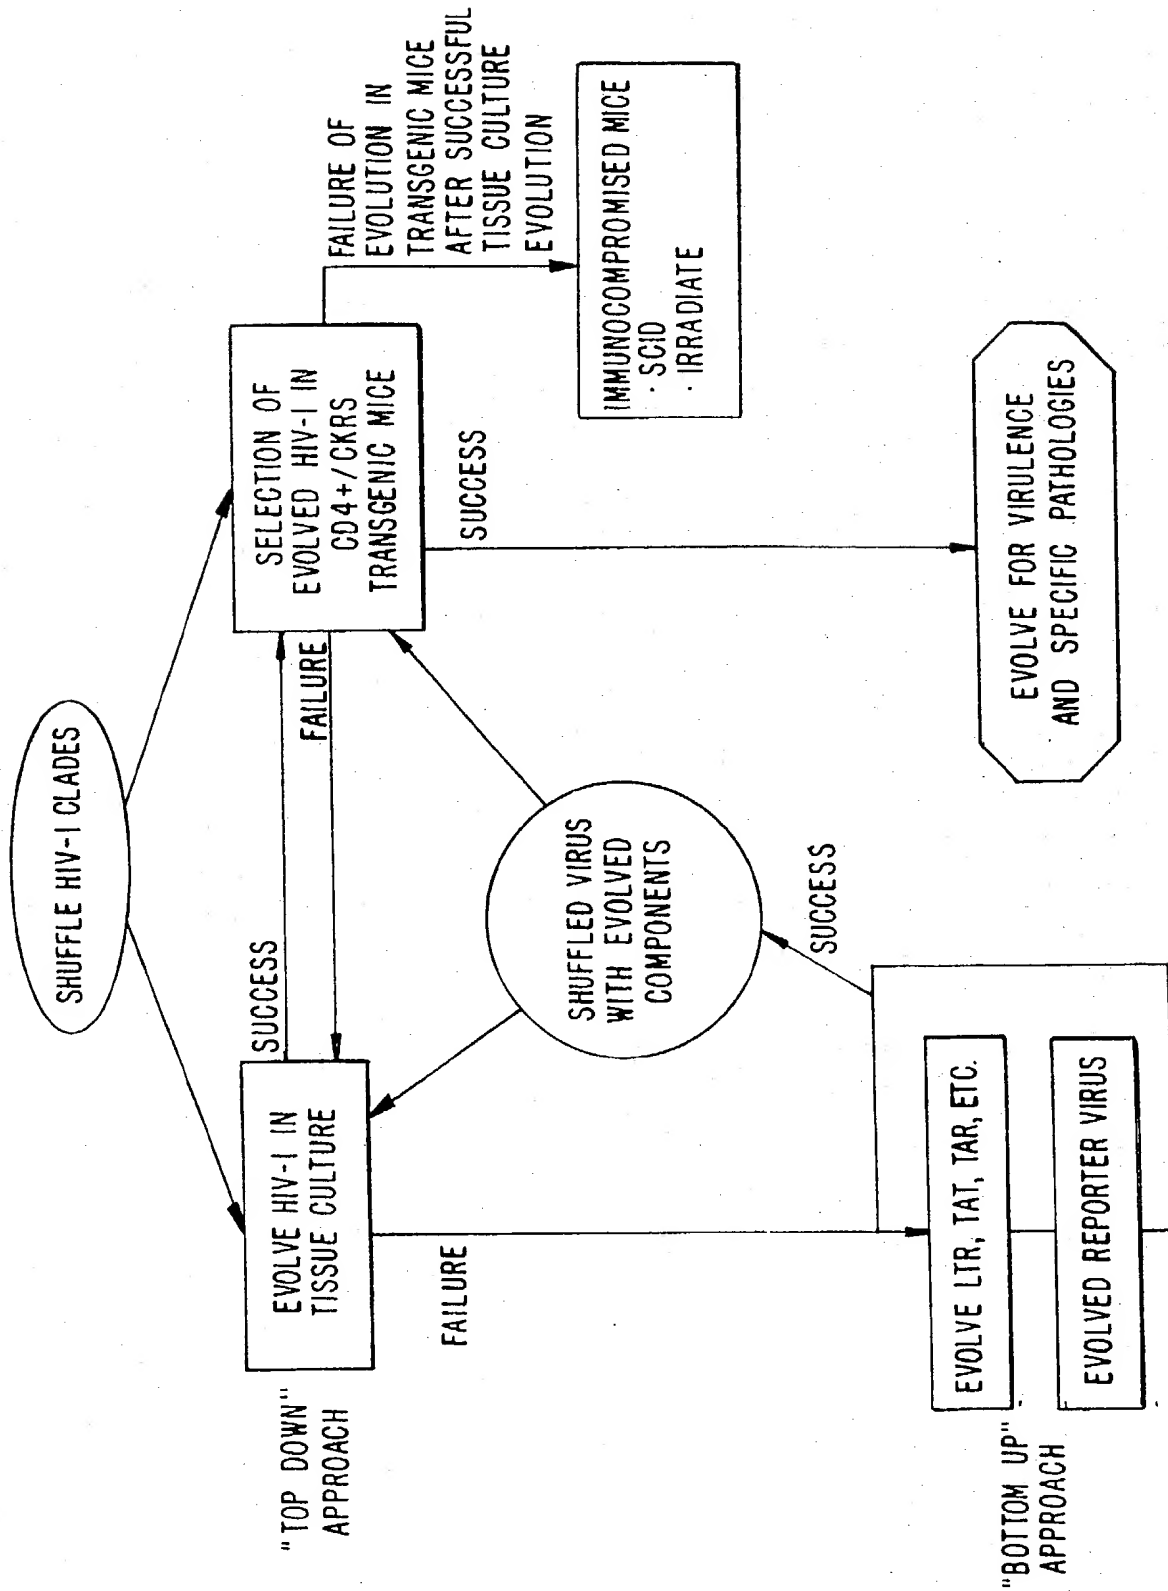 SHUFFLE HIV-1 CLADES
"TOP DOWN"
APPROACH
EVOLVE HIV-1 IN
TISSUE CULTURE
SUCCESS
FAILURE
SELECTION OF
EVOLVED HIV-1 IN
CD4+/CKRS
TRANSGENIC MICE
FAILURE OF
EVOLUTION IN
TRANSGENIC MICE
AFTER SUCCESSFUL
TISSUE CULTURE
EVOLUTION
FAILURE
SHUFFLED VIRUS
WITH EVOLVED
COMPONENTS
SUCCESS
IMMUNOCOMPROMISED MICE
· SCID
· IRRADIATE
SUCCESS
"BOTTOM UP"
APPROACH
EVOLVE LTR, TAT, TAR, ETC.
EVOLVED REPORTER VIRUS
EVOLVE FOR VIRULENCE
AND SPECIFIC PATHOLOGIES